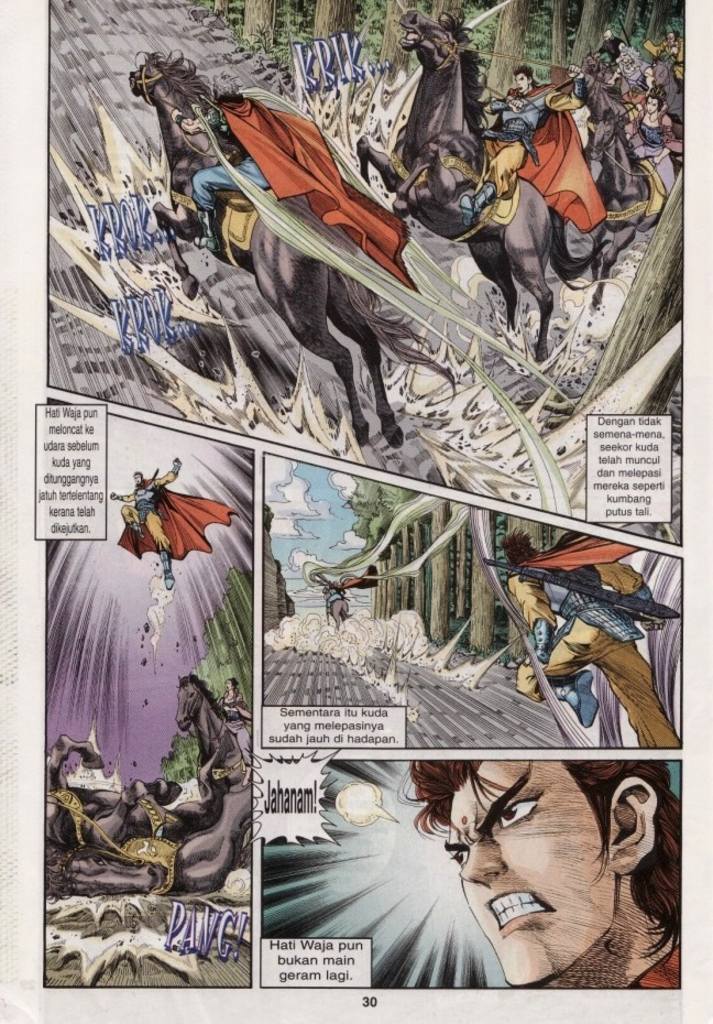 KRIK...
KROK...
KROK...
Dengan tidak
semena-mena,
seekor kuda
telah muncul
dan melepasi
mereka seperti
kumbang
putus tali.
Hati Waja pun
meloncat ke
udara sebelum
kuda yang
ditunggangnya
jatuh tertelentang
kerana telah
dikejutkan.
PANG!
Sementara itu kuda
yang melepasinya
sudah jauh di hadapan.
Jahanam!
Hati Waja pun
bukan main
geram lagi.
30